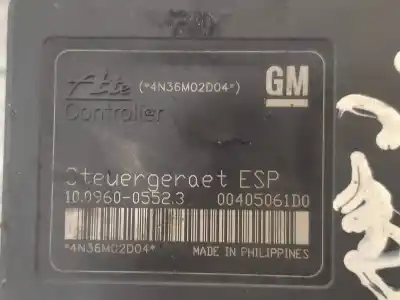 Ate (*4N36M02D04*) GM
Controller
Steuergeraet ESP
10.0960-0552.3 00405061D0
*4N36M02D04* MADE IN PHILIPPINES